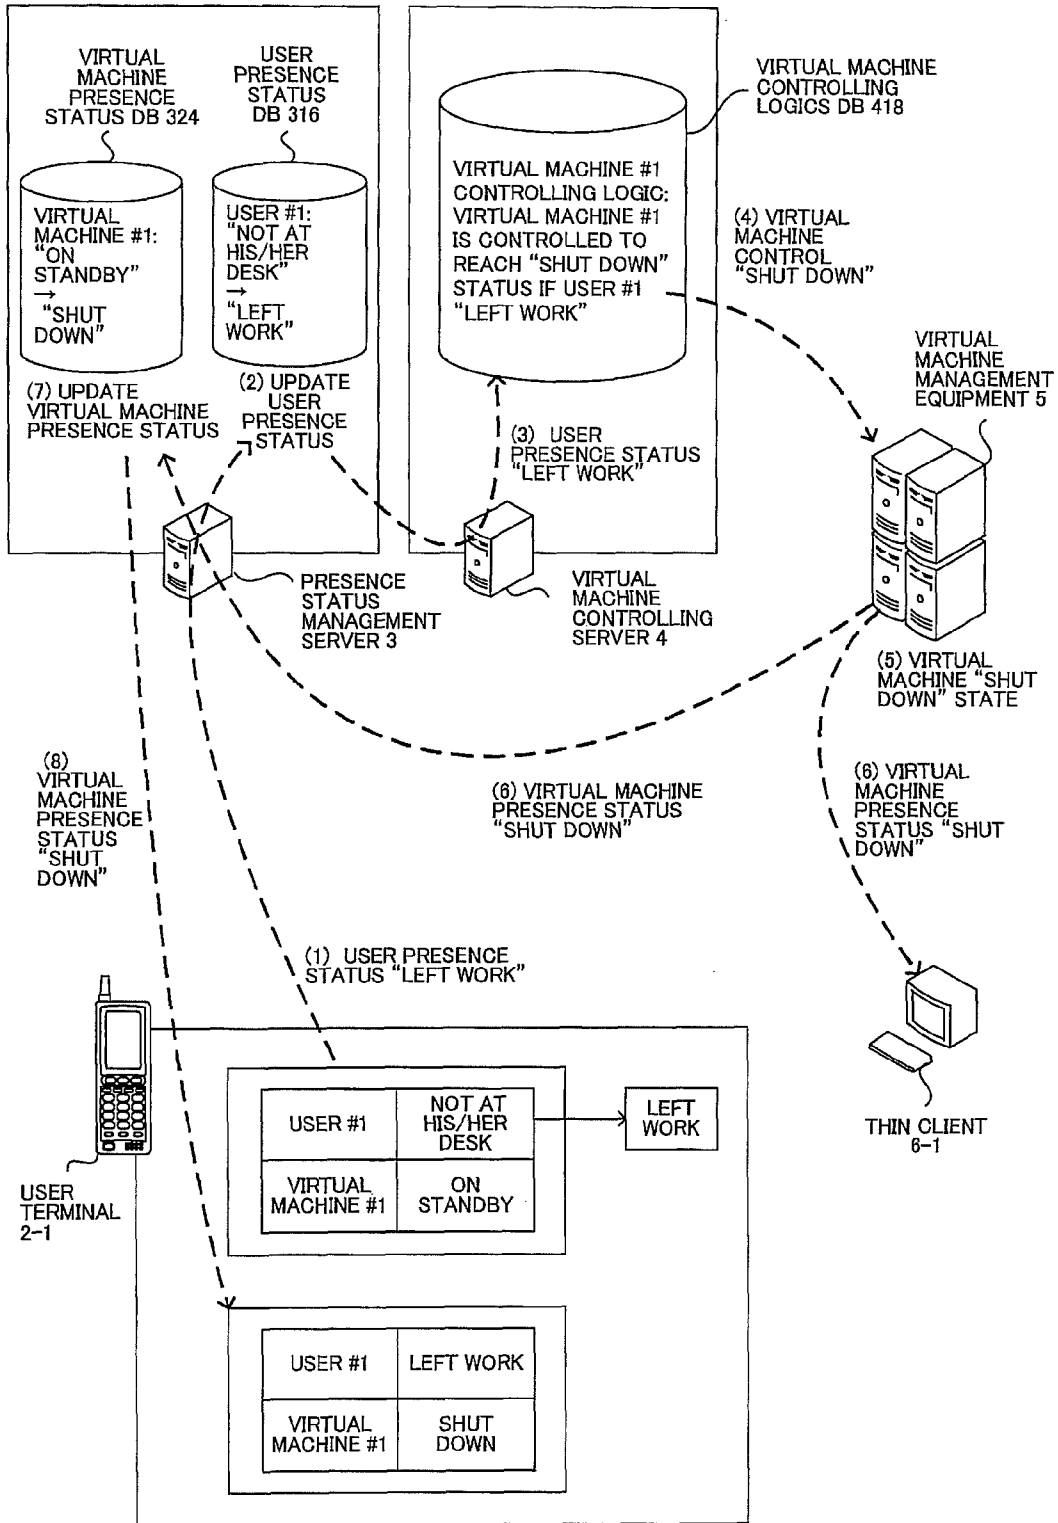 VIRTUAL
MACHINE
PRESENCE
STATUS DB 324
USER
PRESENCE
STATUS
DB 316
VIRTUAL MACHINE
CONTROLLING
LOGICS DB 418
VIRTUAL
MACHINE #1:
“ON
STANDBY”
→
“SHUT
DOWN”
USER #1:
“NOT AT
HIS/HER
DESK”
→
“LEFT
WORK”
VIRTUAL MACHINE #1
CONTROLLING LOGIC:
VIRTUAL MACHINE #1
IS CONTROLLED TO
REACH “SHUT DOWN”
STATUS IF USER #1
“LEFT WORK”
(4) VIRTUAL
MACHINE
CONTROL
“SHUT DOWN”
VIRTUAL
MACHINE
MANAGEMENT
EQUIPMENT 5
(7) UPDATE
VIRTUAL MACHINE
PRESENCE STATUS
(2) UPDATE
USER
PRESENCE
STATUS
(3) USER
PRESENCE STATUS
“LEFT WORK”
PRESENCE
STATUS
MANAGEMENT
SERVER 3
VIRTUAL
MACHINE
CONTROLLING
SERVER 4
(5) VIRTUAL
MACHINE “SHUT
DOWN” STATE
(8)
VIRTUAL
MACHINE
PRESENCE
STATUS
“SHUT
DOWN”
(6) VIRTUAL MACHINE
PRESENCE STATUS
“SHUT DOWN”
(6) VIRTUAL
MACHINE
PRESENCE
STATUS “SHUT
DOWN”
(1) USER PRESENCE
STATUS “LEFT WORK”
USER #1
NOT AT
HIS/HER
DESK
LEFT
WORK
VIRTUAL
MACHINE #1
ON
STANDBY
THIN CLIENT
6-1
USER
TERMINAL
2-1
USER #1
LEFT WORK
VIRTUAL
MACHINE #1
SHUT
DOWN